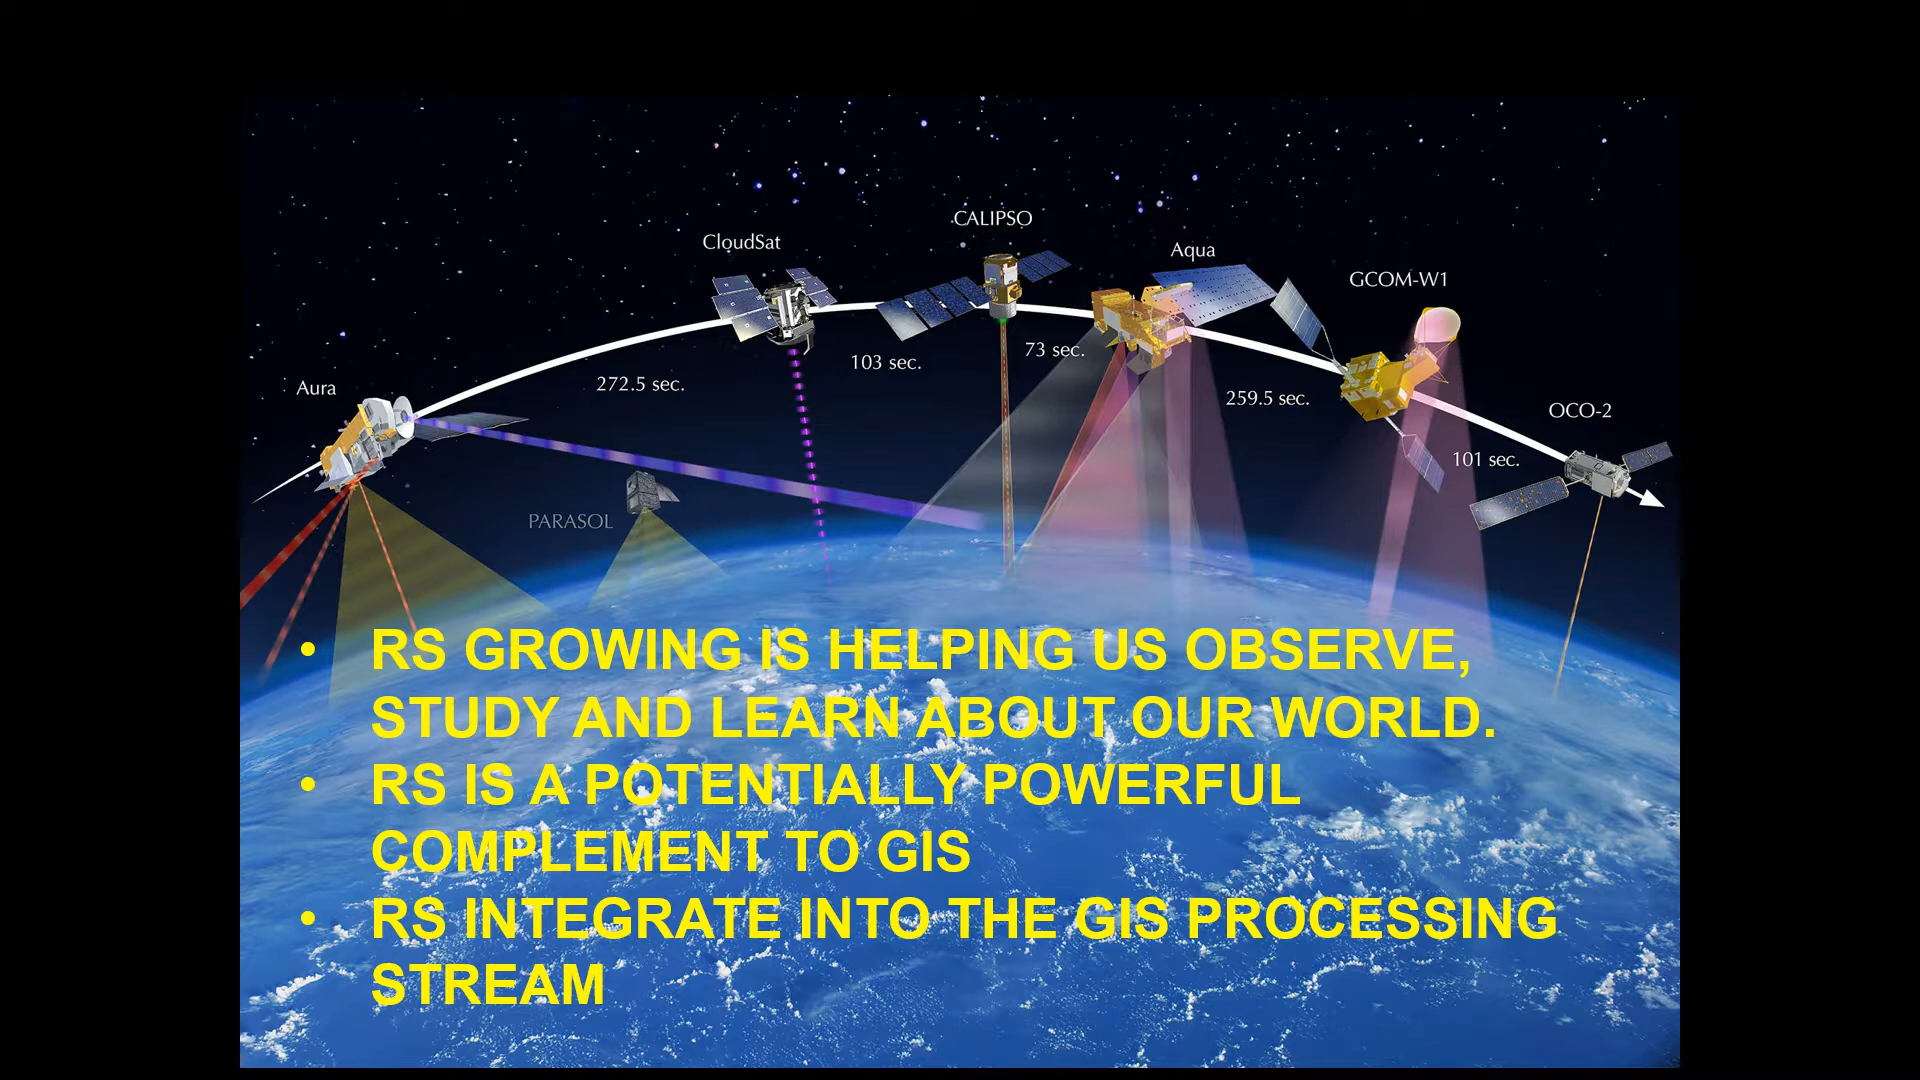 CALIPSO
CloudSat
Aqua
GCOM-W1
103 sec.
73 sec.
272.5 sec.
Aura
259.5 sec.
OCO-2
101 sec.
PARASOL
• RS GROWING IS HELPING US OBSERVE,
STUDY AND LEARN ABOUT OUR WORLD.
• RS IS A POTENTIALLY POWERFUL
COMPLEMENT TO GIS
• RS INTEGRATE INTO THE GIS PROCESSING
STREAM